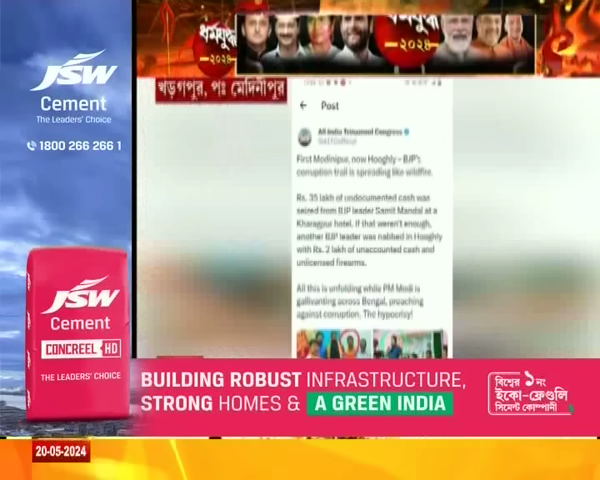 JSW
Cement
The Leaders' Choice
1800 266 266 1
ধর্মযুদ্ধ
২০২৪
ধর্মযুদ্ধ
২০২৪
খড়গপুর, পঃ মেদিনীপুর
Post
All India Trinamool Congress
First Medinipur, now Hooghly – BJP's
corruption trail is spreading like wildfire.
Rs. 35 lakh of undocumented cash was
seized from BJP leader Samit Mandal at a
Kharagpur hotel. If that weren't enough,
another BJP leader was nabbed in Hooghly
with Rs. 2 lakh of unaccounted cash and
unlicensed firearms.
All this is unfolding while PM Modi is
gallivanting across Bengal, preaching
against corruption. The hypocrisy!
JSW
Cement
CONCREEL HD
THE LEADERS' CHOICE
BUILDING ROBUST INFRASTRUCTURE,
STRONG HOMES & A GREEN INDIA
বিশ্বের ১ নং
ইকো-ফ্রেন্ডলি
সিমেন্ট কোম্পানী
20-05-2024